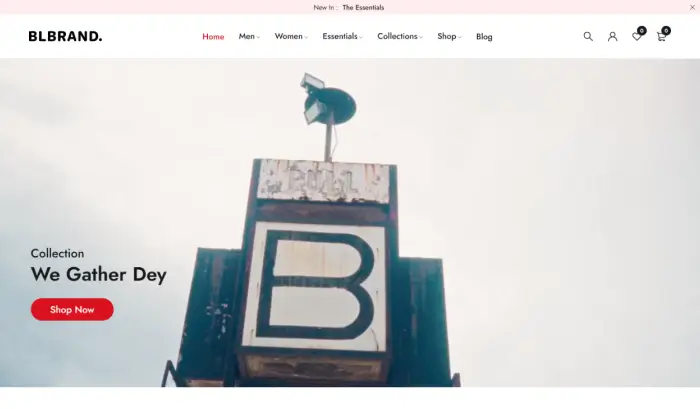 New In : The Essentials
BLBRAND.
Home Men Women Essentials Collections Shop Blog
0 0
B
Collection
We Gather Dey
Shop Now